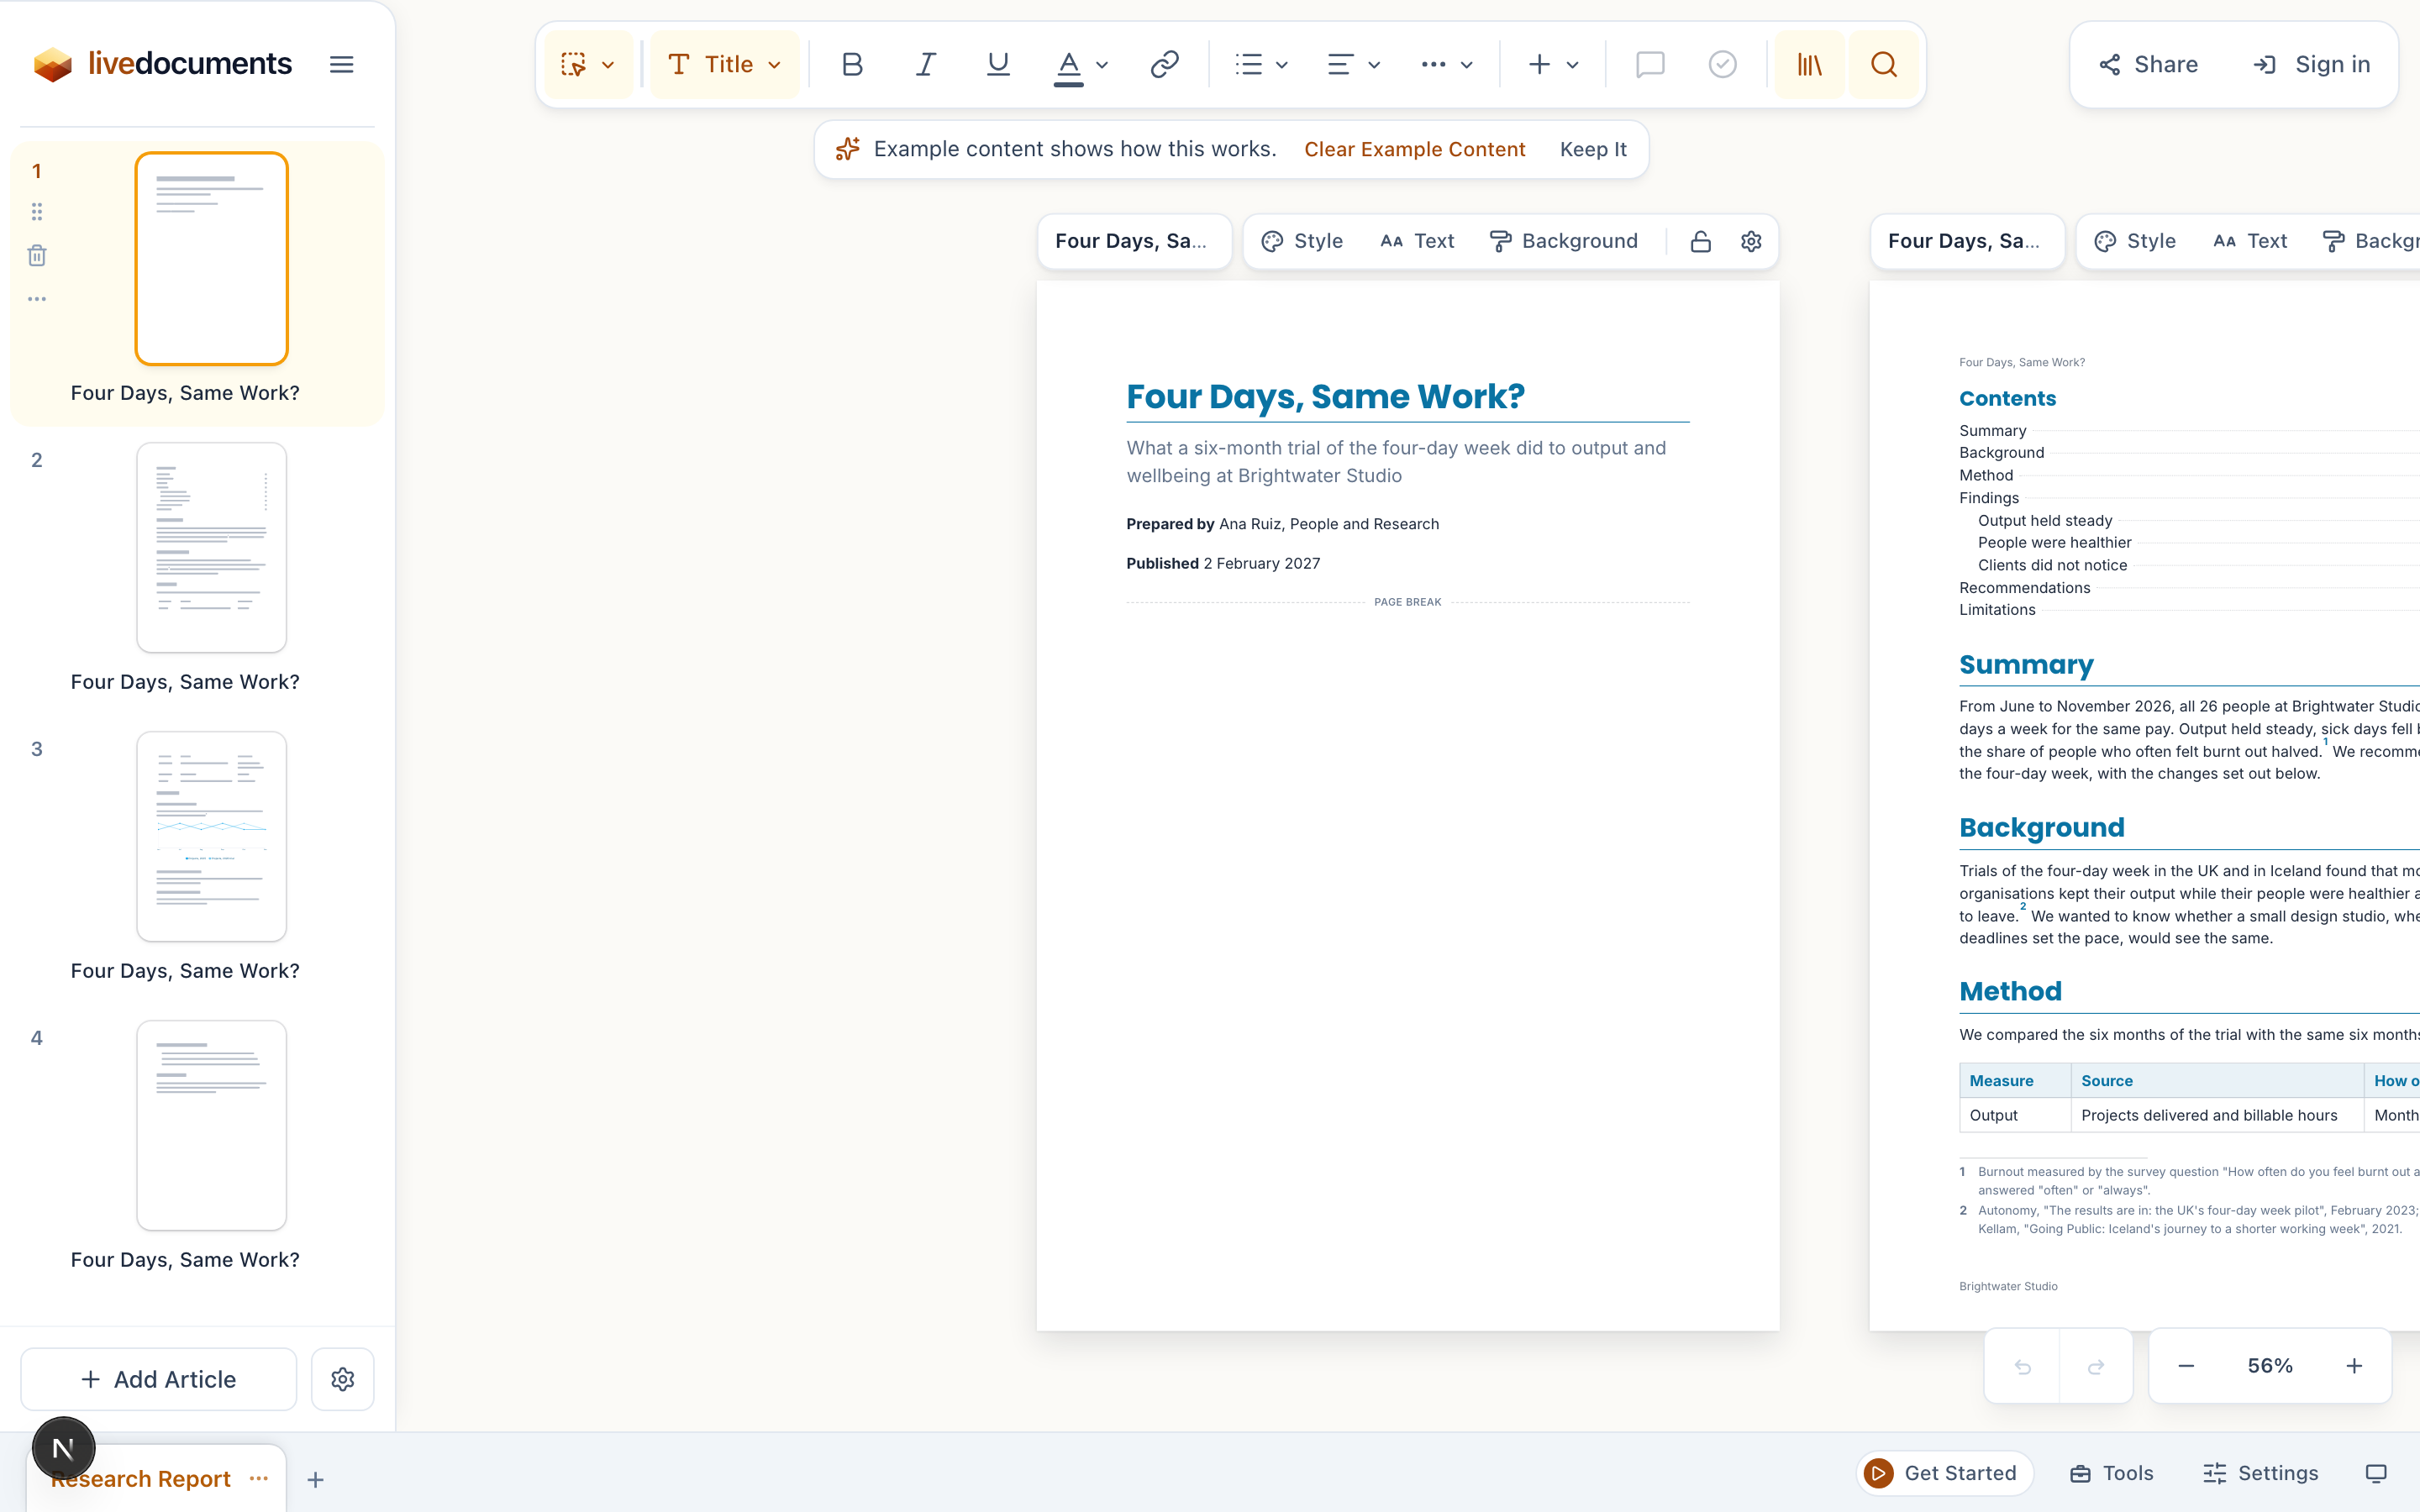 livedocuments
Title
Share
Sign in
Example content shows how this works.
Clear Example Content
Keep It
1
Four Days, Same Work?
2
Four Days, Same Work?
3
Four Days, Same Work?
4
Four Days, Same Work?
Add Article
Four Days, Sa...
Style
Text
Background
Four Days, Same Work?
What a six-month trial of the four-day week did to output and
wellbeing at Brightwater Studio
Prepared by Ana Ruiz, People and Research
Published 2 February 2027
PAGE BREAK
Four Days, Sa...
Style
Text
Backgr
Four Days, Same Work?
Contents
Summary
Background
Method
Findings
Output held steady
People were healthier
Clients did not notice
Recommendations
Limitations
Summary
From June to November 2026, all 26 people at Brightwater Studio
days a week for the same pay. Output held steady, sick days fell
the share of people who often felt burnt out halved.1 We recomme
the four-day week, with the changes set out below.
Background
Trials of the four-day week in the UK and in Iceland found that mo
organisations kept their output while their people were healthier a
to leave.2 We wanted to know whether a small design studio, whe
deadlines set the pace, would see the same.
Method
We compared the six months of the trial with the same six months
Measure Source How o
Output Projects delivered and billable hours Month
1 Burnout measured by the survey question "How often do you feel burnt out a
answered "often" or "always".
2 Autonomy, "The results are in: the UK's four-day week pilot", February 2023;
Kellam, "Going Public: Iceland's journey to a shorter working week", 2021.
Brightwater Studio
56%
N
Research Report
Get Started
Tools
Settings